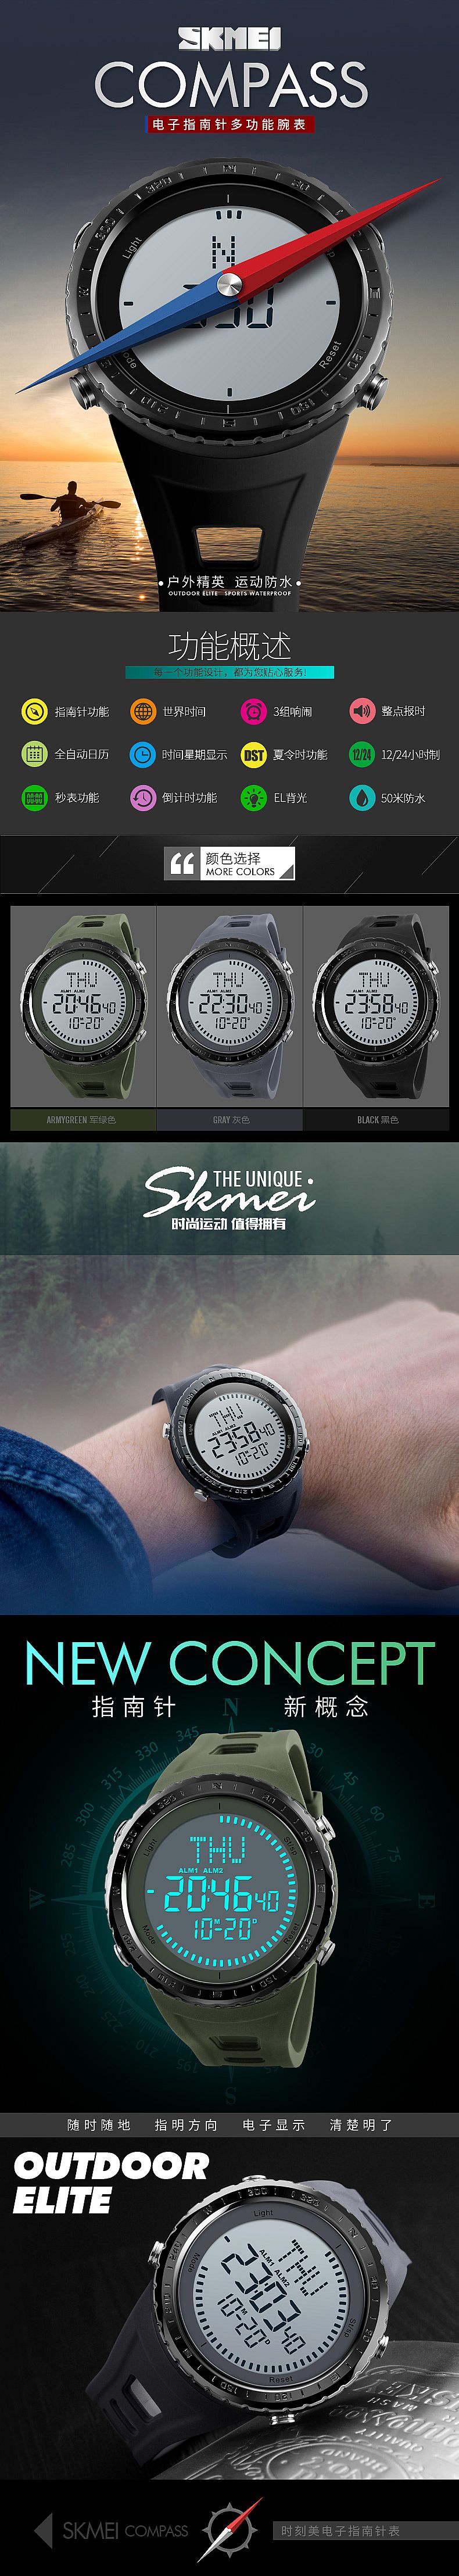 SKMEI
COMPASS
电子指南针多功能腕表
Light
N
330
Mode
Reset
户外精英 运动防水
OUTDOOR ELITE SPORTS WATERPROOF
功能概述
每一个功能设计，都为您贴心服务!
指南针功能
世界时间
3组响闹
整点报时
全自动日历
时间星期显示
DST
夏令时功能
12/24
12/24小时制
秒表功能
倒计时功能
EL背光
50米防水
颜色选择
MORE COLORS
THU
ALM1 ALM2
20:46 40
10-20
THU
ALM1 ALM2
22:30 40
10-20
THU
ALM1 ALM2
23:58 40
10-20
ARMYGREEN 军绿色
GRAY 灰色
BLACK 黑色
THE UNIQUE
Skmei
时尚运动 值得拥有
THU
23:58 40
10-20
NEW CONCEPT
指南针 新概念
N
345
330
315
300
285
W
255
240
225
210
195
S
30
45
60
75
E
Light
THU
ALM1 ALM2
20:46 40
10-20
Mode
Reset
随时随地 指明方向 电子显示 清楚明了
OUTDOOR
ELITE
Light
Mode
ALM1 ALM2
23:03 40
10-20
Reset
SKMEI COMPASS
时刻美电子指南针表